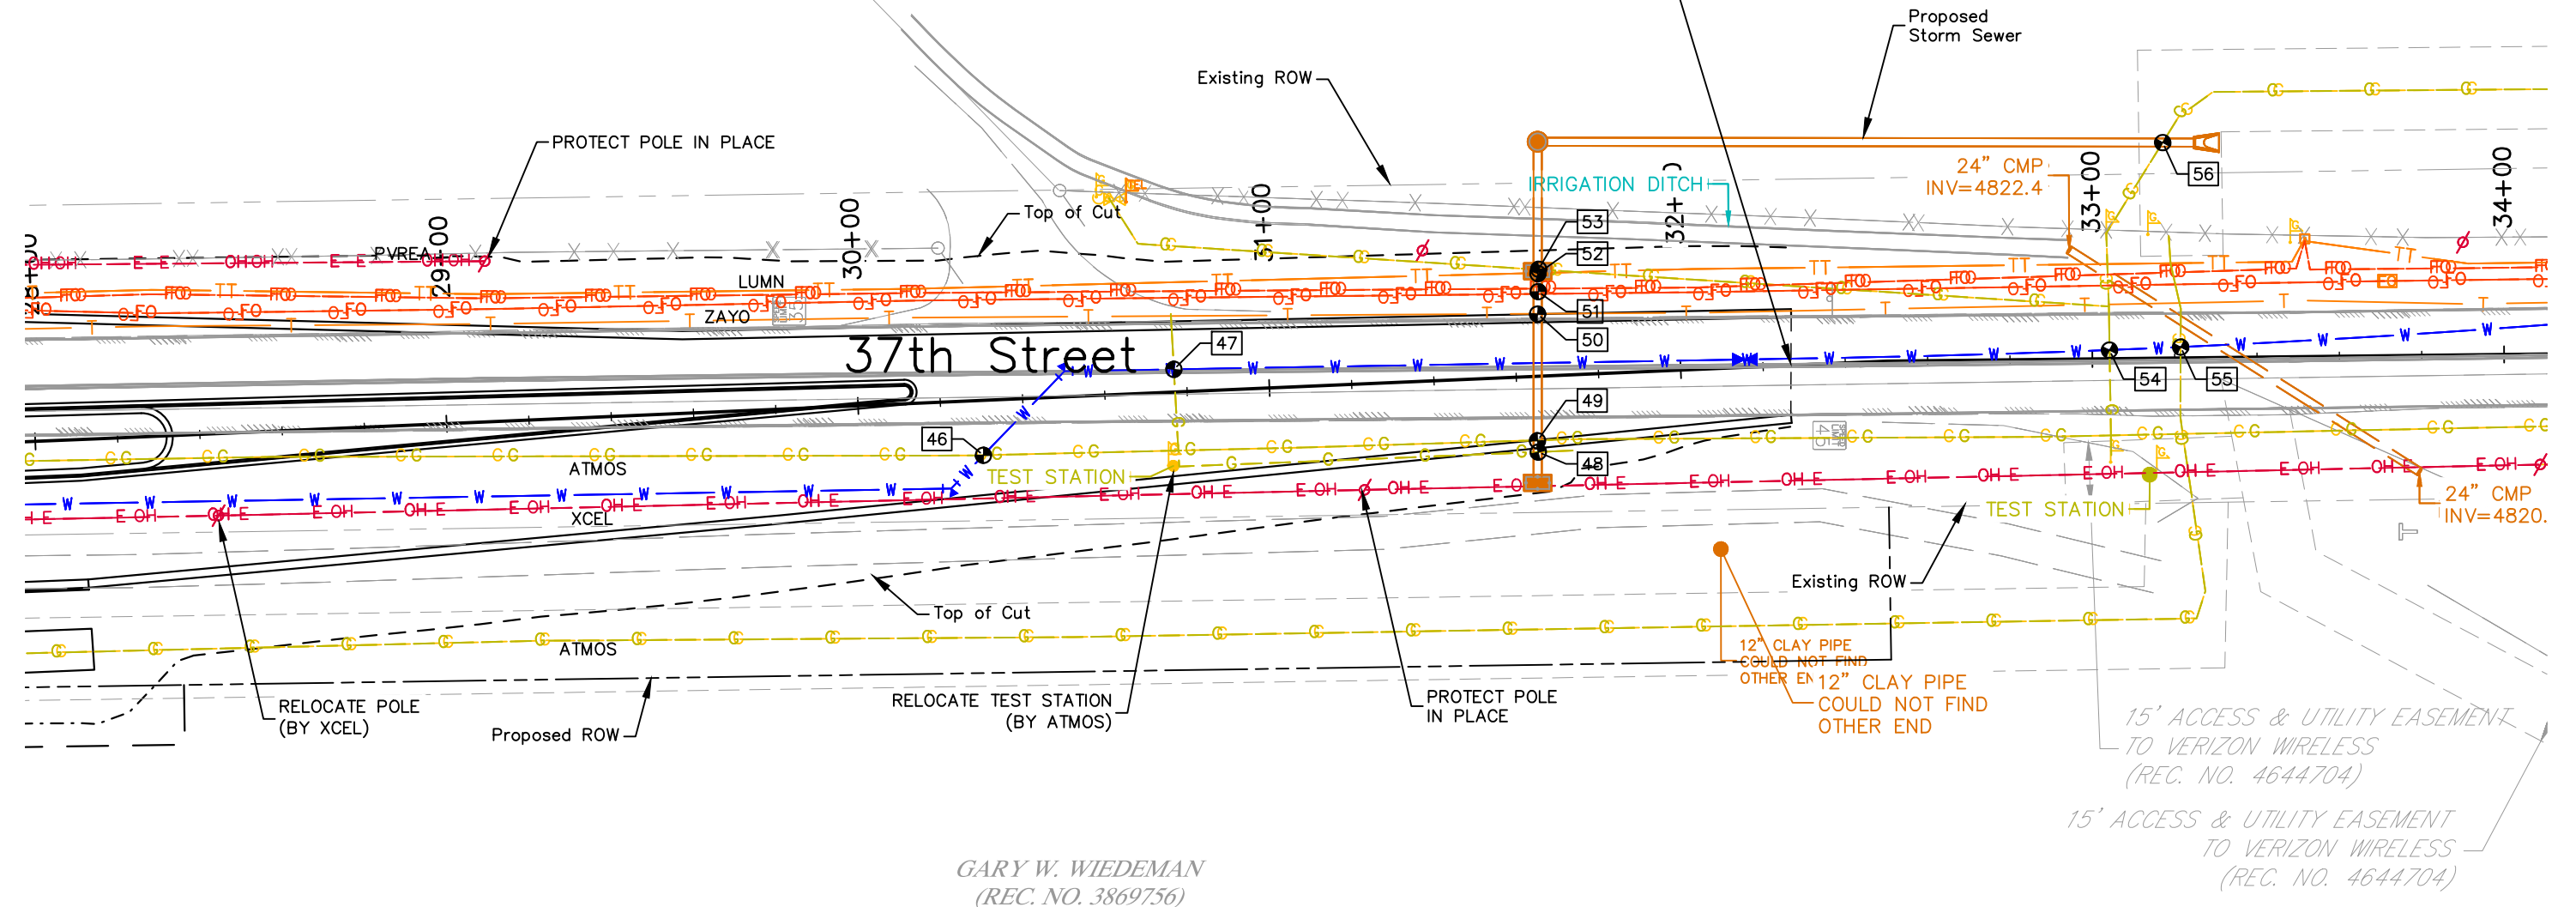 Proposed
Storm Sewer
Existing ROW
PROTECT POLE IN PLACE
24" CMP
INV=4822.4
IRRIGATION DITCH
56
53
52
51
50
Top of Cut
29+00
30+00
31+00
33+00
34+00
PVREA
LUMN
ZAYO
37th Street
47
54
55
49
46
48
ATMOS
TEST STATION
XCEL
45
TEST STATION
24" CMP
INV=4820.
Existing ROW
Top of Cut
ATMOS
12" CLAY PIPE
COULD NOT FIND
12" CLAY PIPE
COULD NOT FIND
OTHER END
RELOCATE POLE
(BY XCEL)
Proposed ROW
RELOCATE TEST STATION
(BY ATMOS)
PROTECT POLE
IN PLACE
15' ACCESS & UTILITY EASEMENT
TO VERIZON WIRELESS
(REC. NO. 4644704)
15' ACCESS & UTILITY EASEMENT
TO VERIZON WIRELESS
(REC. NO. 4644704)
GARY W. WIEDEMAN
(REC. NO. 3869756)